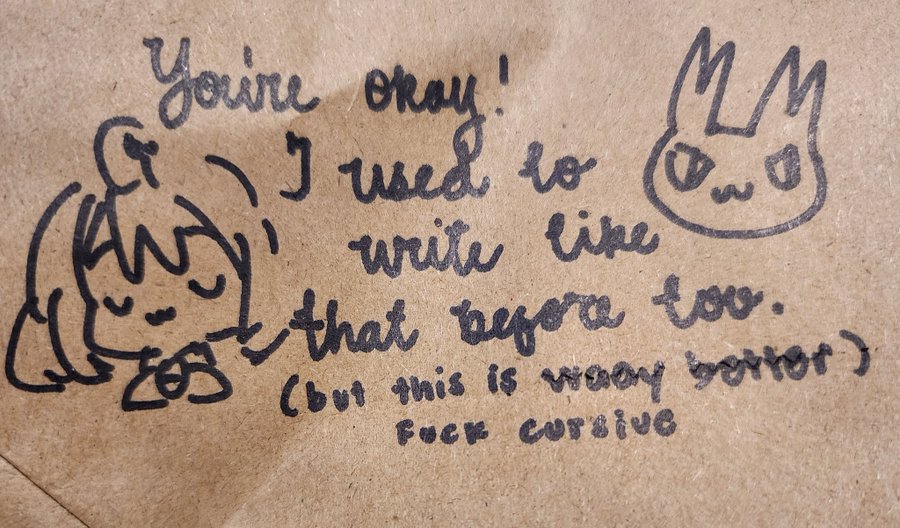 You're okay!
I used to
write like
that before too.
(but this is waay better)
FUCK CURSIVE